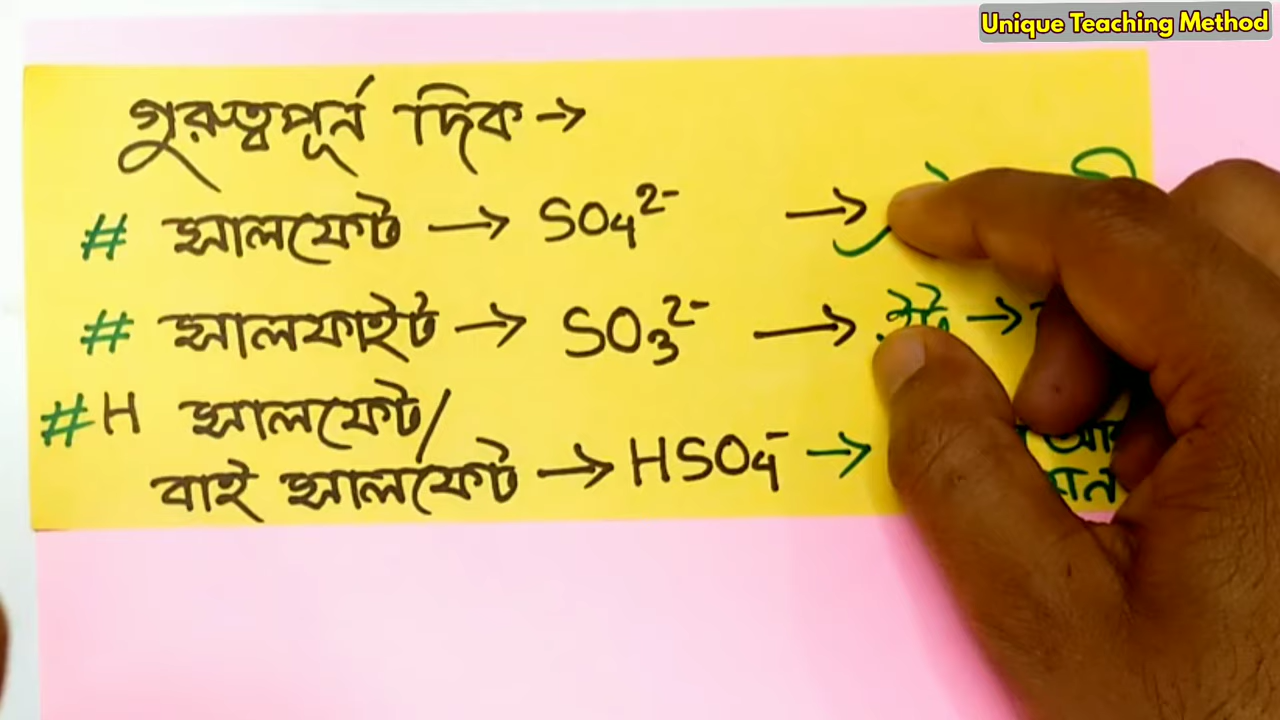 Unique Teaching Method
গুরুত্বপূর্ন দিক →
# সালফেট → SO₄²⁻ →
# সালফাইট → SO₃²⁻ → →
# H সালফেট/
বাই সালফেট → HSO₄⁻ →